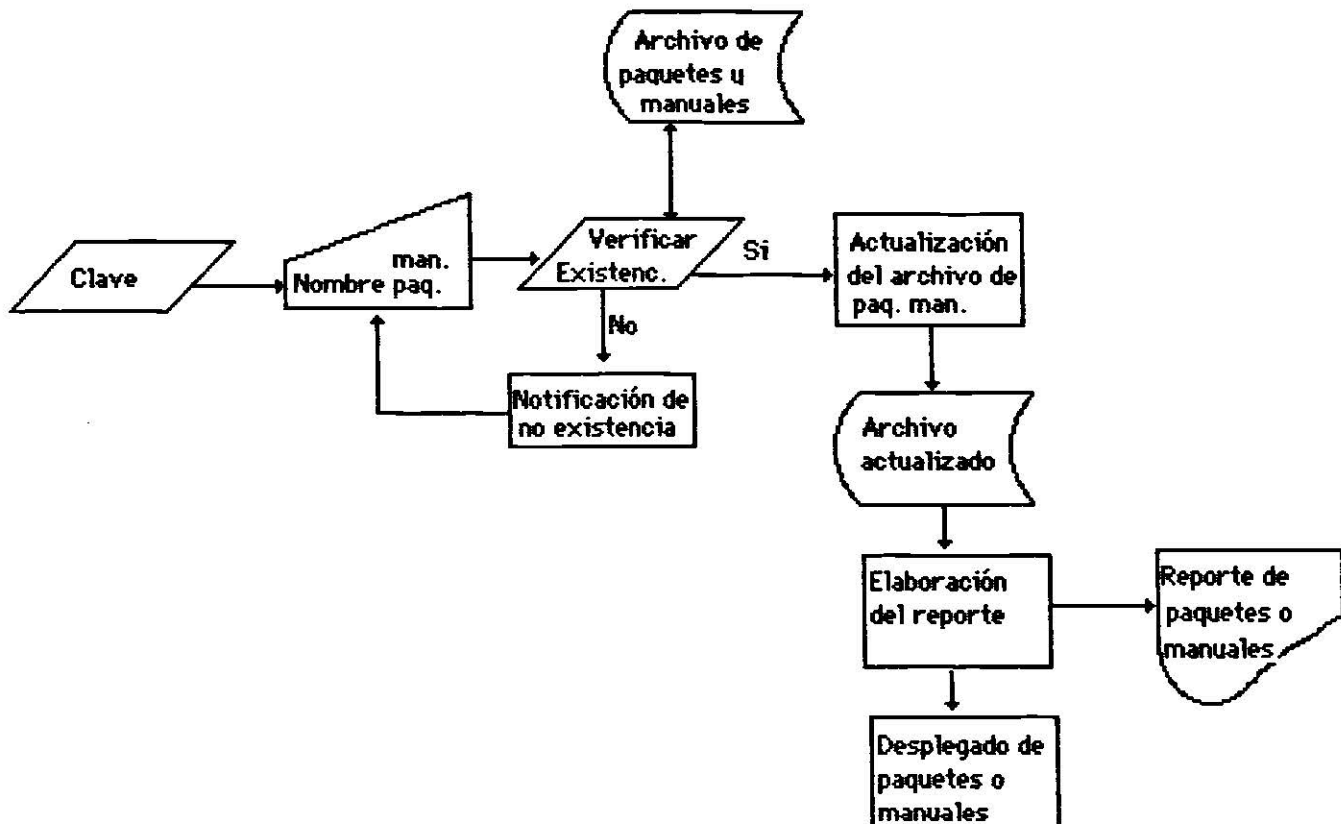 Archivo de
paquetes y
manuales
Clave
man.
Nombre paq.
Verificar
Existenc.
Si
Actualización
del archivo de
paq. man.
No
Notificación de
no existencia
Archivo
actualizado
Elaboración
del reporte
Reporte de
paquetes o
manuales
Desplegado de
paquetes o
manuales